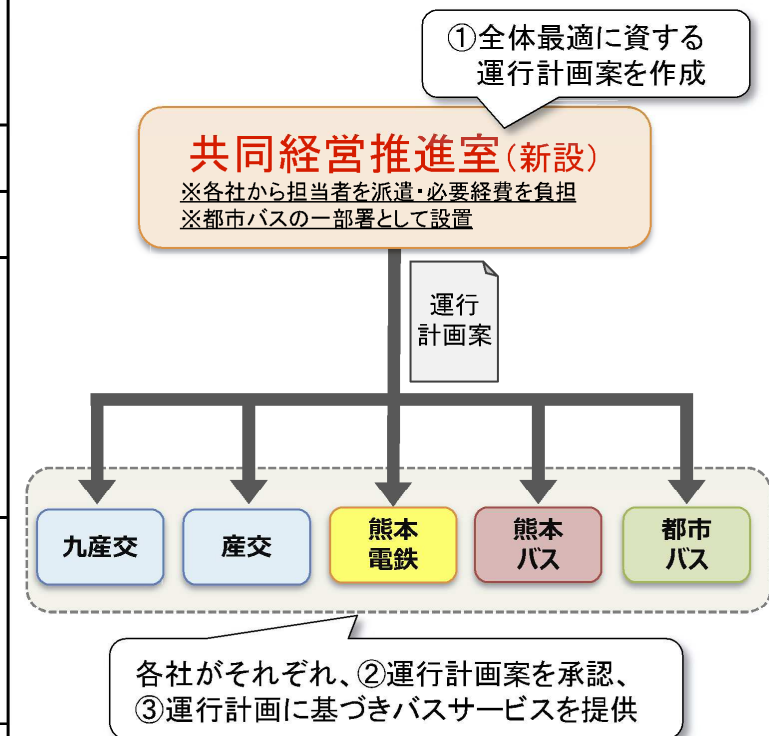 ①全体最適に資する
運行計画案を作成
共同経営推進室(新設)
※各社から担当者を派遣・必要経費を負担
※都市バスの一部署として設置
運行
計画案
九産交
産交
熊本
電鉄
熊本
バス
都市
バス
各社がそれぞれ、②運行計画案を承認、
③運行計画に基づきバスサービスを提供